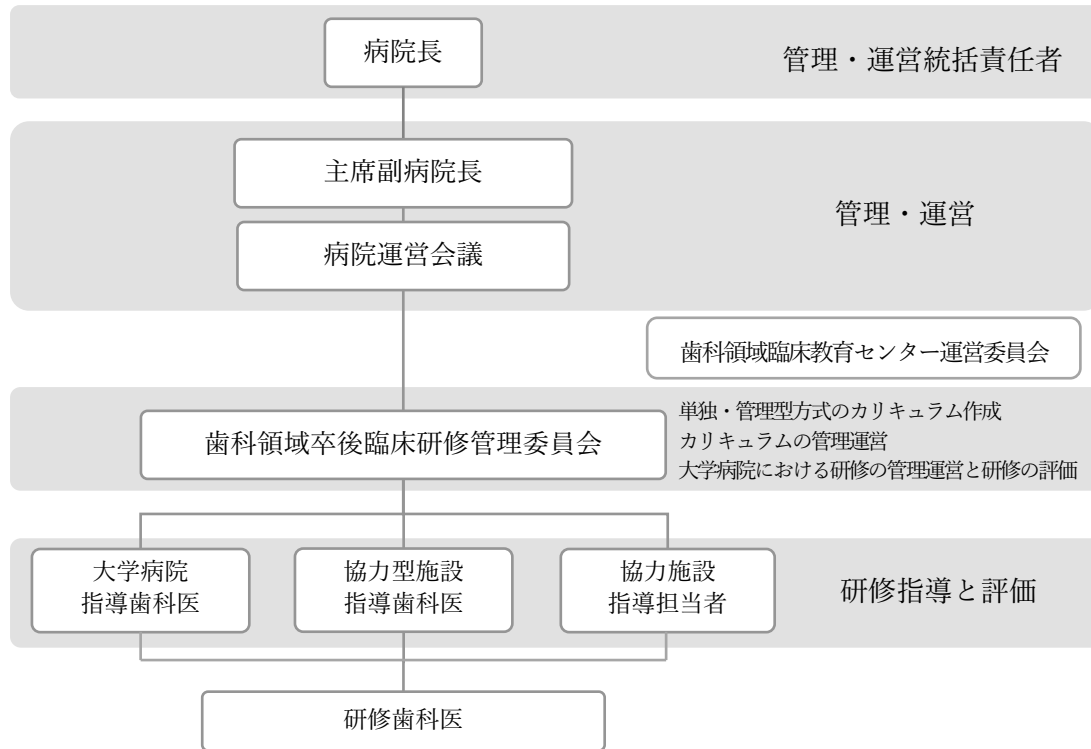 病院長
管理・運営統括責任者
主席副病院長
管理・運営
病院運営会議
歯科領域臨床教育センター運営委員会
歯科領域卒後臨床研修管理委員会
単独・管理型方式のカリキュラム作成
カリキュラムの管理運営
大学病院における研修の管理運営と研修の評価
大学病院
指導歯科医
協力型施設
指導歯科医
協力施設
指導担当者
研修指導と評価
研修歯科医